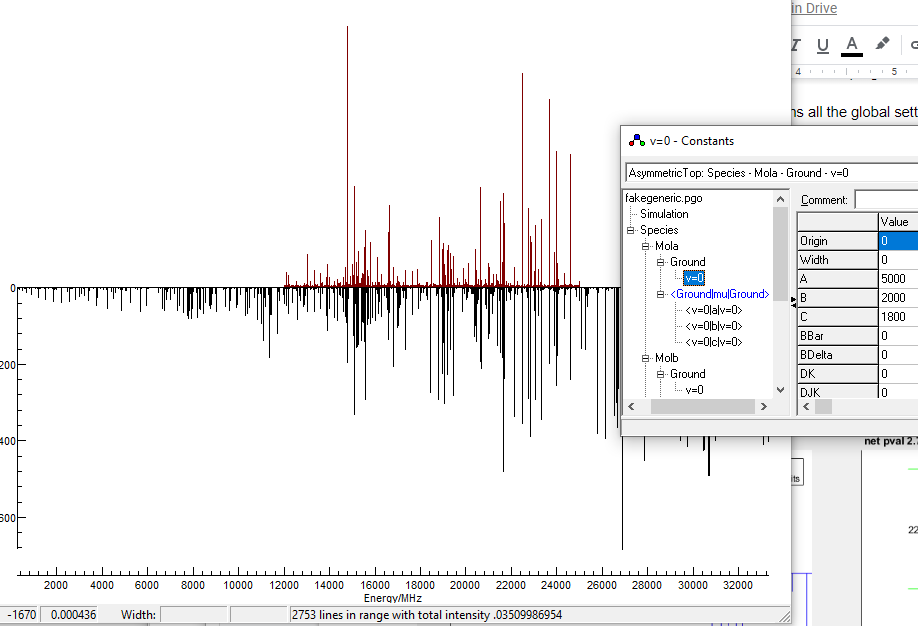 in Drive
U A
4 5
ns all the global sett
v=0 - Constants
AsymmetricTop: Species - Mola - Ground - v=0
fakegeneric.pgo
Simulation
Species
Mola
Ground
v=0
<Ground|mu|Ground>
<v=0|a|v=0>
<v=0|b|v=0>
<v=0|c|v=0>
Molb
Ground
v=0
Comment:
Value
Origin 0
Width 0
A 5000
B 2000
C 1800
BBar 0
BDelta 0
DK 0
DJK 0
net pval 2.
its
22
0
200
400
600
2000 4000 6000 8000 10000 12000 14000 16000 18000 20000 22000 24000 26000 28000 30000 32000
Energy/MHz
-1670 0.000436 Width: 2753 lines in range with total intensity .03509986954